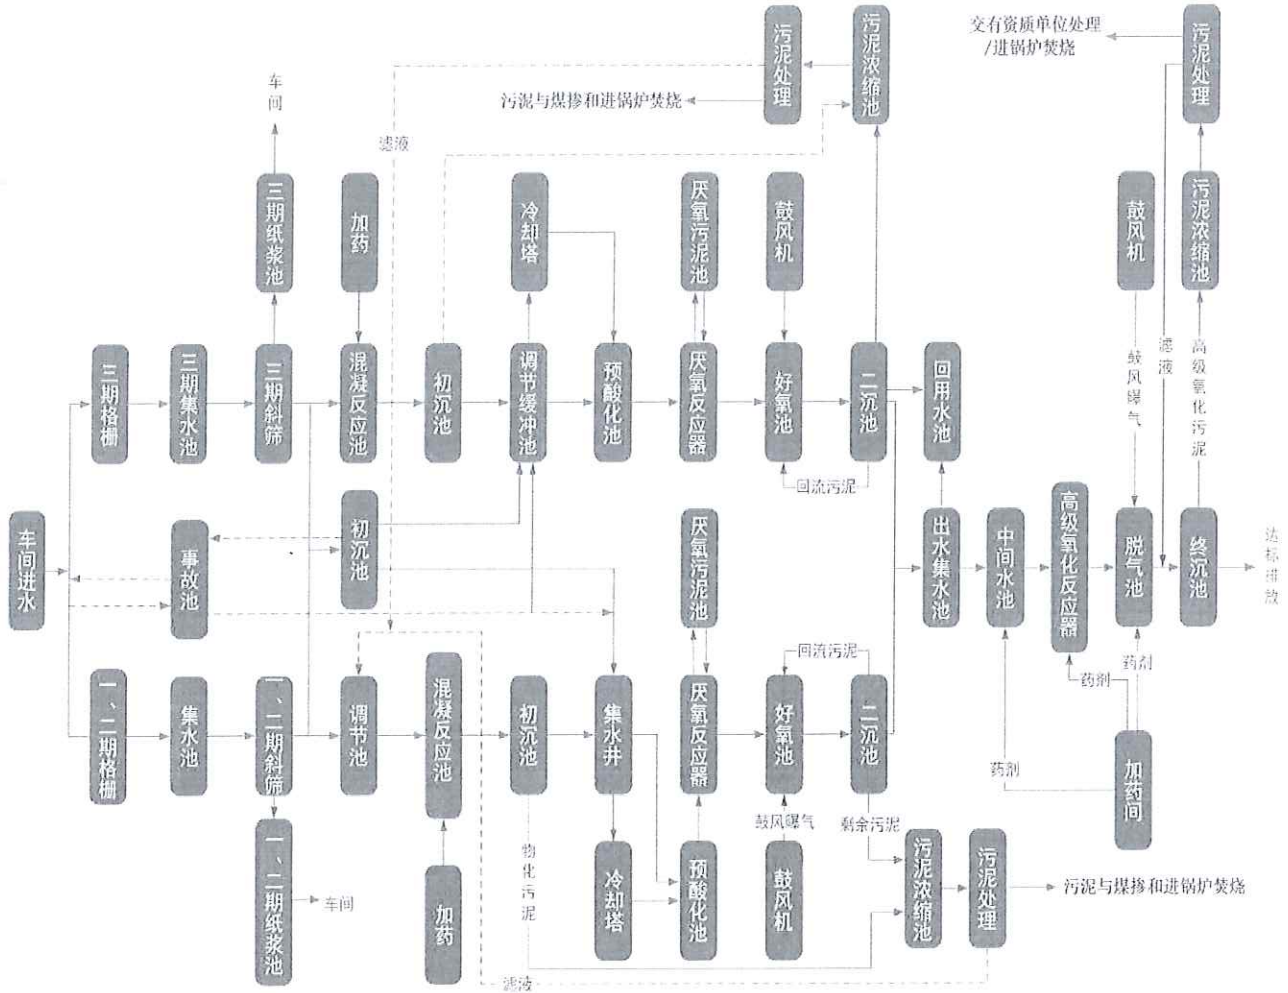 污泥处理
污泥浓缩池
交有资质单位处理
/进锅炉焚烧
污泥处理
车间
污泥与煤掺和进锅炉焚烧
滤液
三期纸浆池
加药
冷却塔
厌氧污泥池
鼓风机
鼓风机
污泥浓缩池
三期格栅
三期集水池
三期斜筛
混凝反应池
初沉池
调节缓冲池
预酸化池
厌氧反应器
好氧池
二沉池
回用水池
鼓风曝气
滤液
高级氧化污泥
回流污泥
车间进水
事故池
初沉池
厌氧污泥池
出水集水池
中间水池
高级氧化反应器
脱气池
终沉池
达标排放
一、二期格栅
集水池
一、二期斜筛
调节池
混凝反应池
初沉池
集水井
厌氧反应器
好氧池
二沉池
回流污泥
药剂
药剂
药剂
加药间
一、二期纸浆池
车间
加药
物化污泥
冷却塔
预酸化池
鼓风曝气
鼓风机
剩余污泥
污泥浓缩池
污泥处理
污泥与煤掺和进锅炉焚烧
滤液